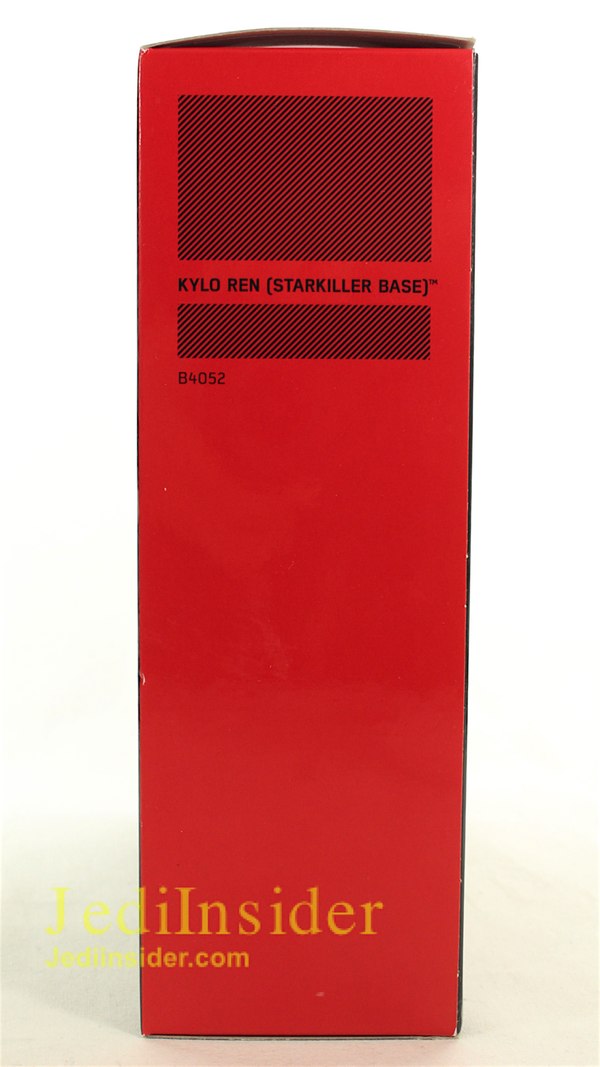 KYLO REN (STARKILLER BASE)™
B4052
JediInsider
JediInsider.com